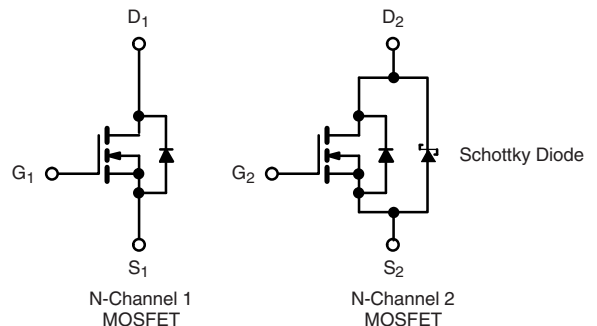 D1
D2
G1
G2
Schottky Diode
S1
S2
N-Channel 1
MOSFET
N-Channel 2
MOSFET